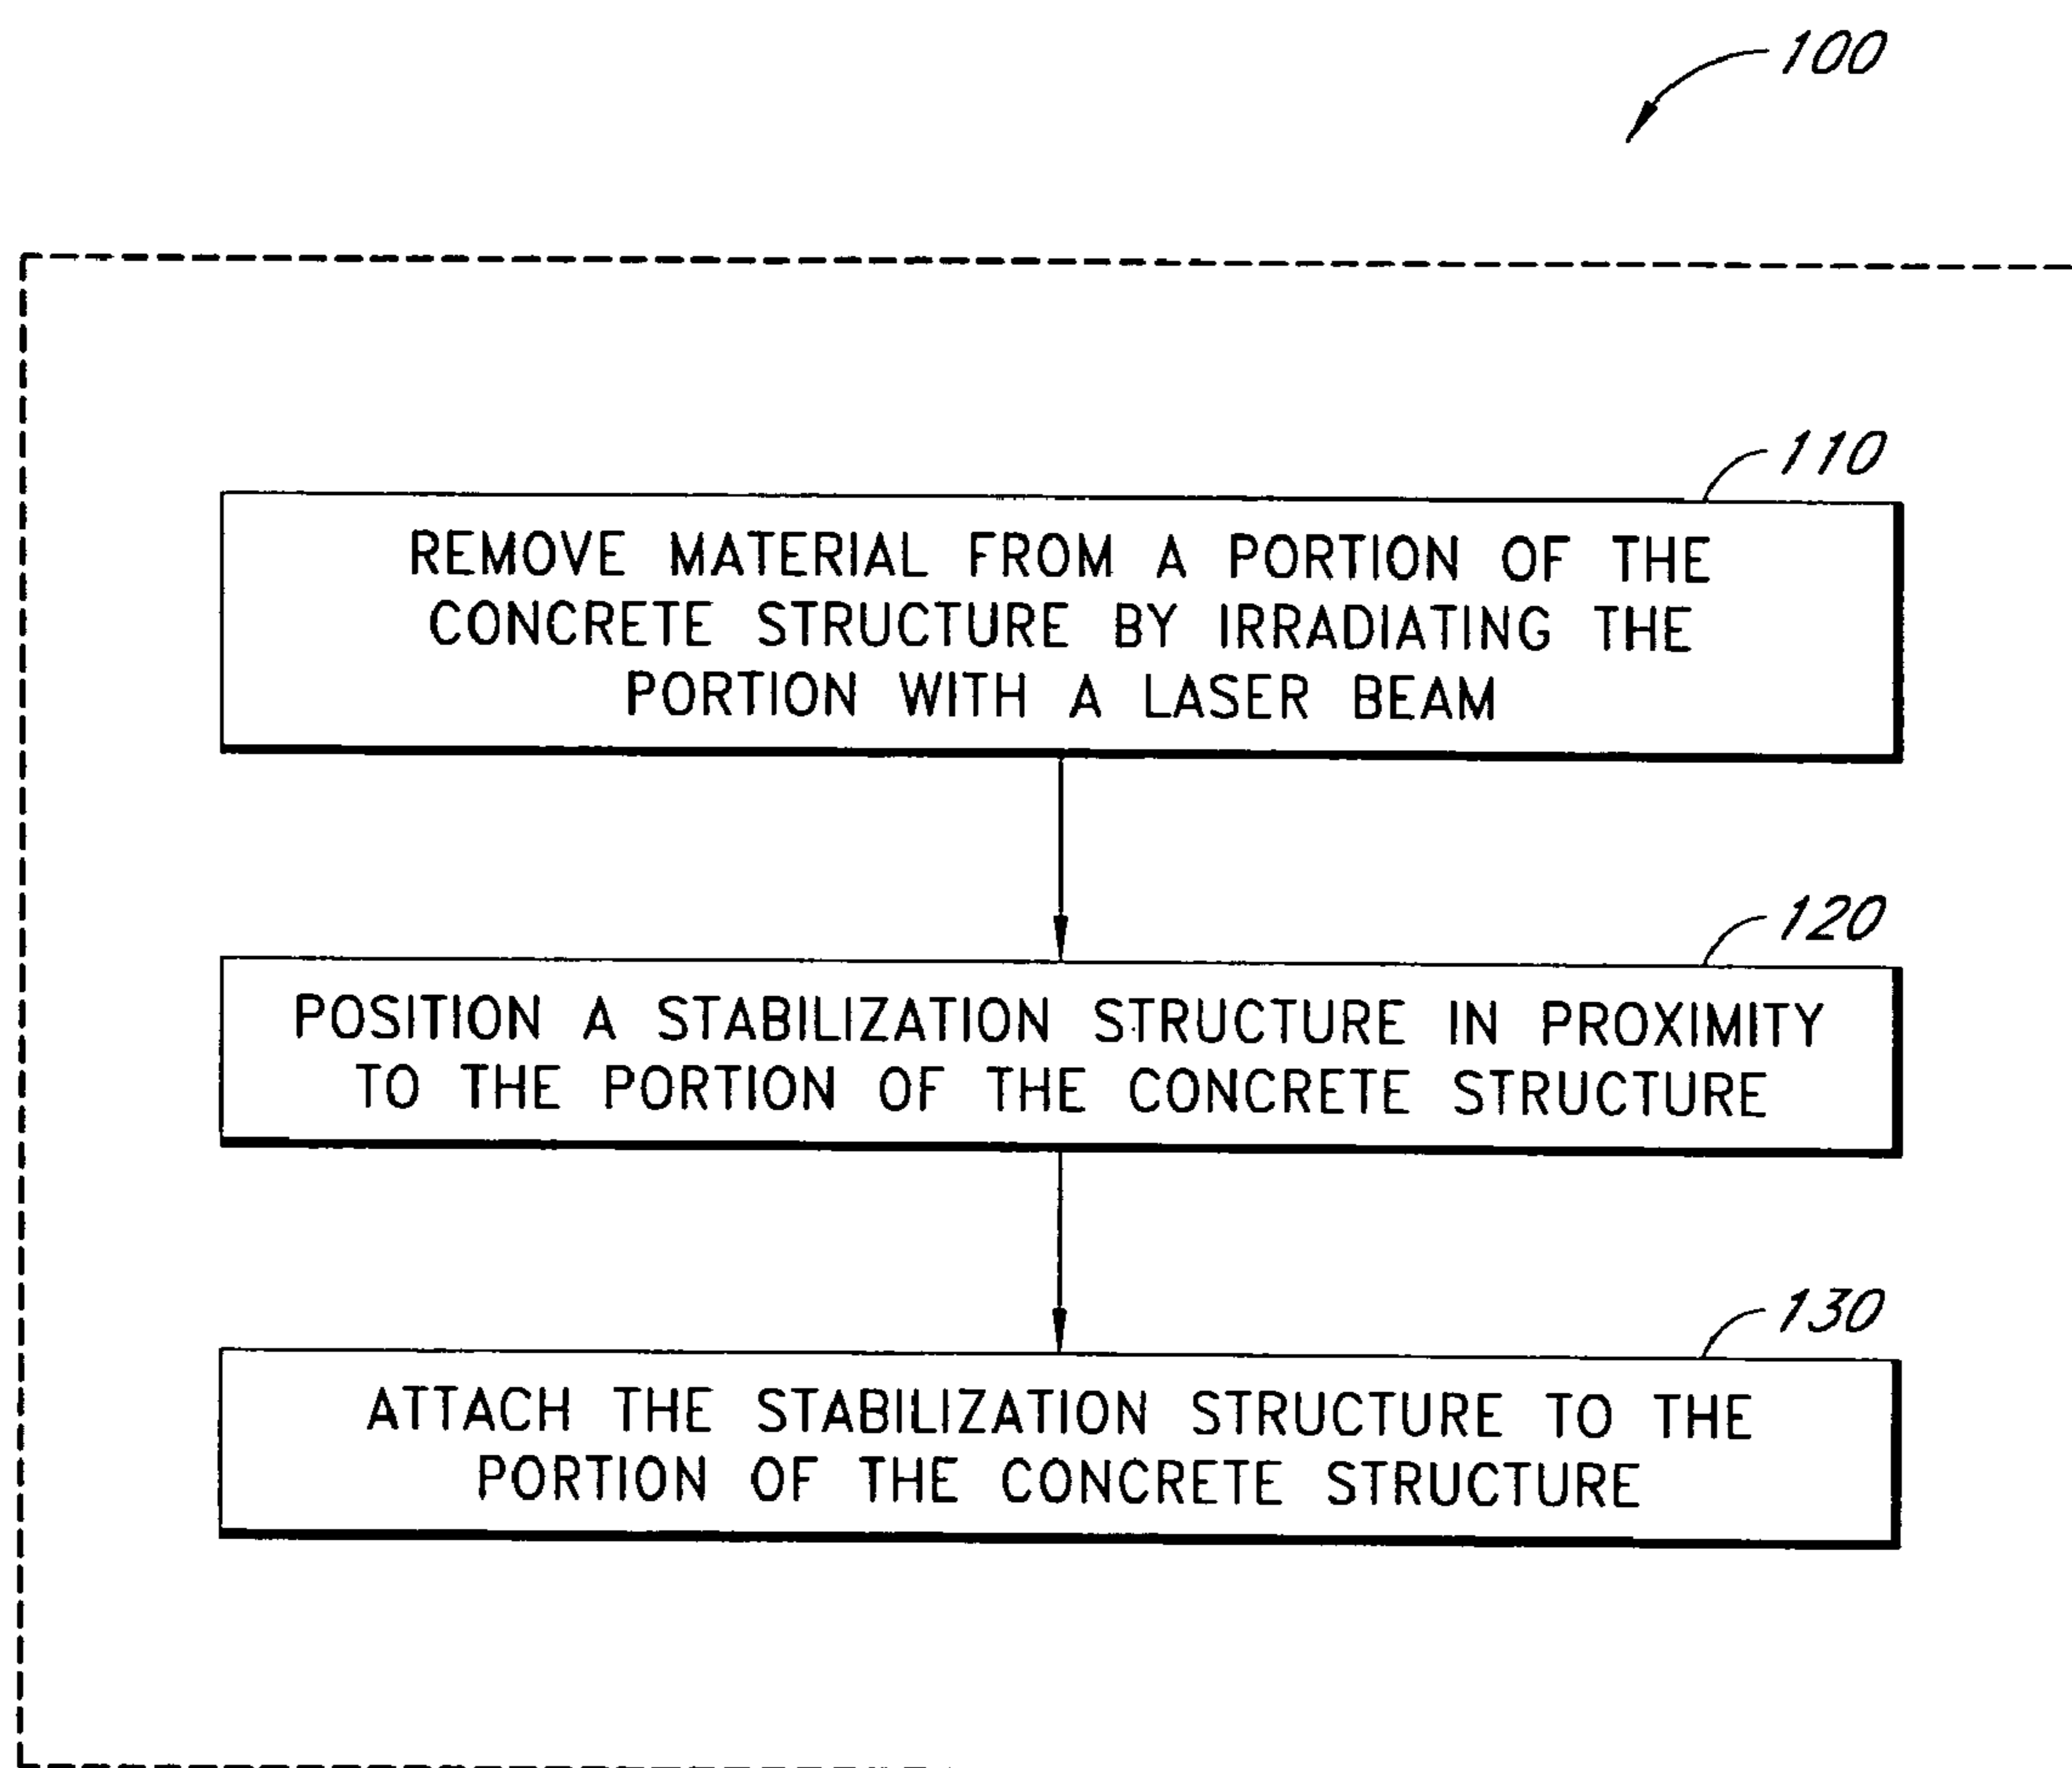 100
110
REMOVE MATERIAL FROM A PORTION OF THE
CONCRETE STRUCTURE BY IRRADIATING THE
PORTION WITH A LASER BEAM
120
POSITION A STABILIZATION STRUCTURE IN PROXIMITY
TO THE PORTION OF THE CONCRETE STRUCTURE
130
ATTACH THE STABILIZATION STRUCTURE TO THE
PORTION OF THE CONCRETE STRUCTURE